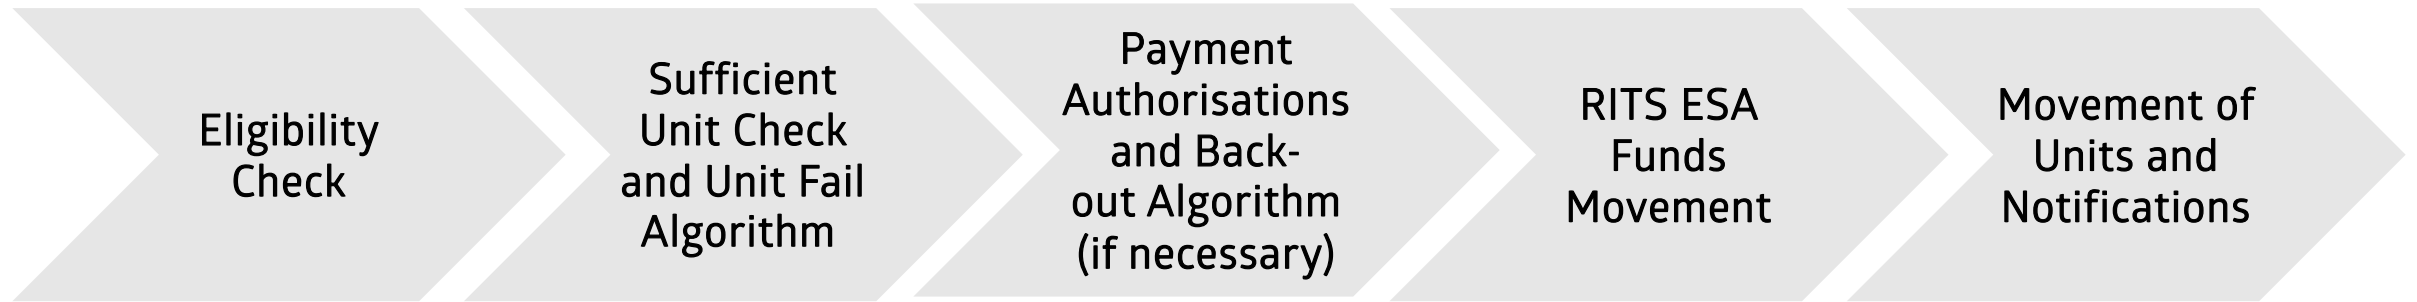 Eligibility
Check
Sufficient
Unit Check
and Unit Fail
Algorithm
Payment
Authorisations
and Back-
out Algorithm
(if necessary)
RITS ESA
Funds
Movement
Movement of
Units and
Notifications